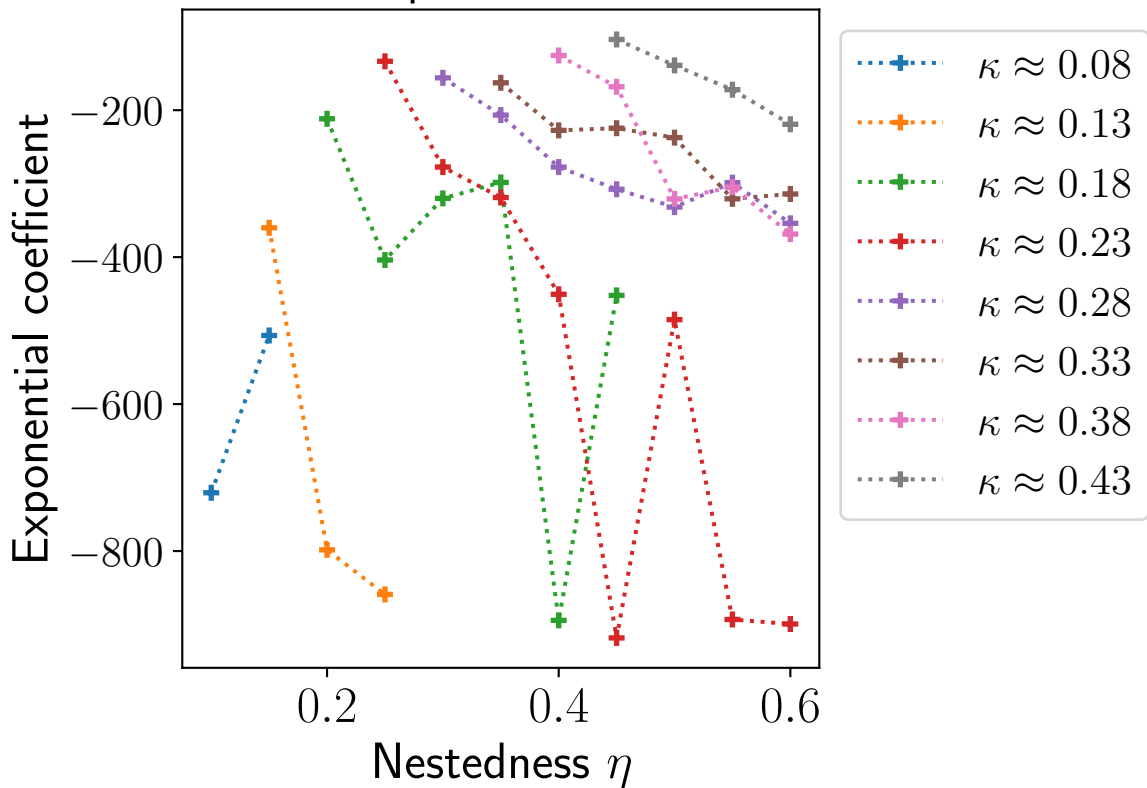 Exponential coefficient
−200
−400
−600
−800
0.2
0.4
0.6
Nestedness η
κ ≈ 0.08
κ ≈ 0.13
κ ≈ 0.18
κ ≈ 0.23
κ ≈ 0.28
κ ≈ 0.33
κ ≈ 0.38
κ ≈ 0.43